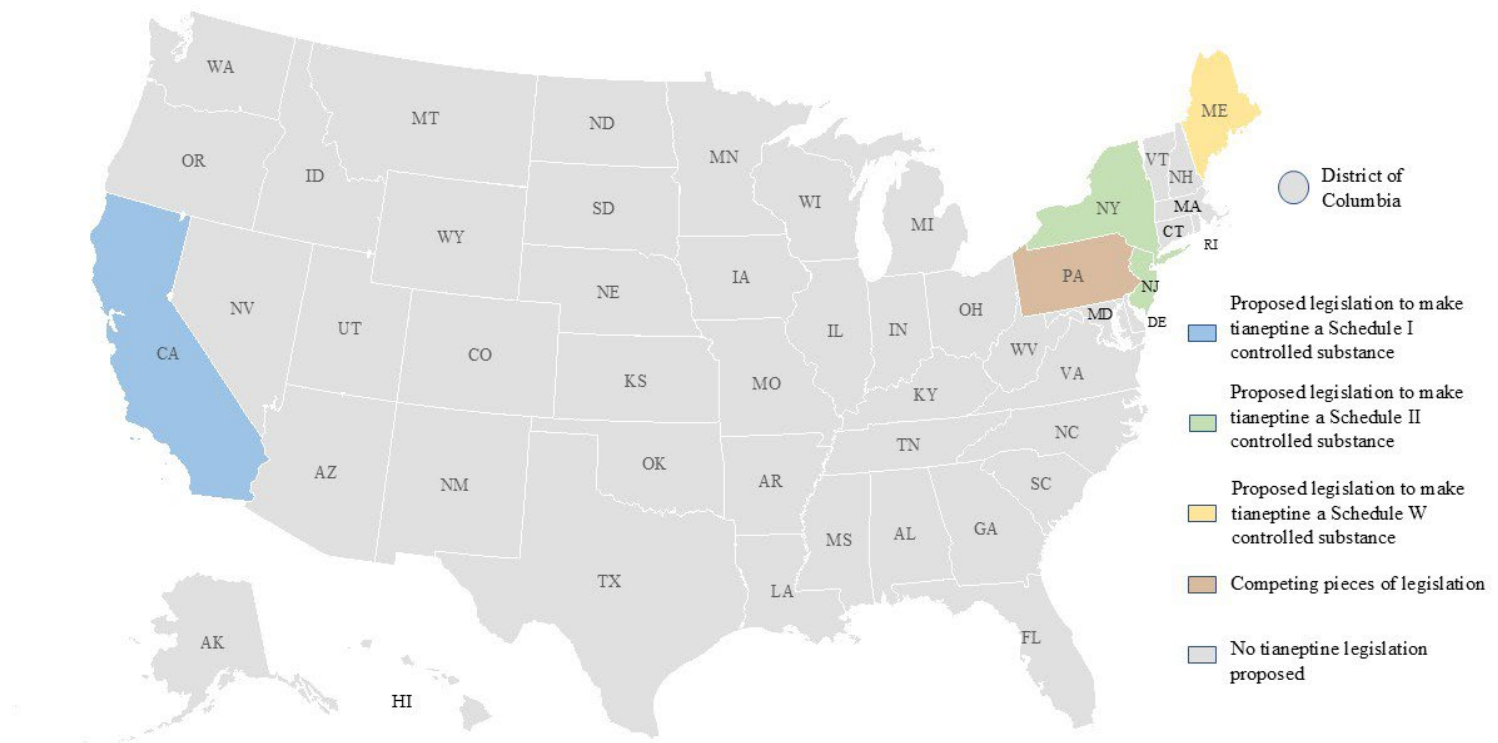 WA
MT
ND
MN
ME
OR
ID
SD
WI
MI
VT
NH
NY
MA
CT
RI
District of
Columbia
WY
IA
NE
PA
NJ
NV
UT
CO
IL
IN
OH
MD
DE
WV
VA
CA
KS
MO
KY
NC
TN
AZ
NM
OK
AR
SC
MS
AL
GA
TX
LA
FL
AK
HI
Proposed legislation to make
tianeptine a Schedule I
controlled substance
Proposed legislation to make
tianeptine a Schedule II
controlled substance
Proposed legislation to make
tianeptine a Schedule W
controlled substance
Competing pieces of legislation
No tianeptine legislation
proposed